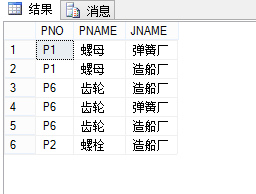 结果 消息
PNO PNAME JNAME
1 P1 螺母 弹簧厂
2 P1 螺母 造船厂
3 P6 齿轮 造船厂
4 P6 齿轮 弹簧厂
5 P6 齿轮 造船厂
6 P2 螺栓 造船厂